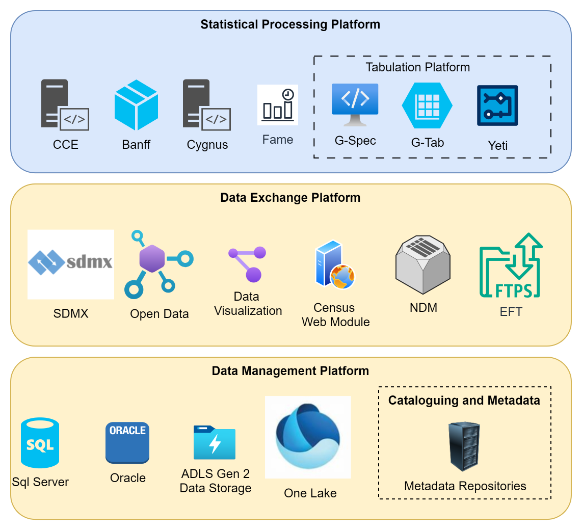 Statistical Processing Platform
Tabulation Platform
CCE
Banff
Cygnus
Fame
G-Spec
G-Tab
Yeti
Data Exchange Platform
sdmx
FTPS
SDMX
Open Data
Data
Visualization
Census
Web Module
NDM
EFT
Data Management Platform
Cataloguing and Metadata
SQL
ORACLE
Sql Server
Oracle
ADLS Gen 2
Data Storage
One Lake
Metadata Repositories